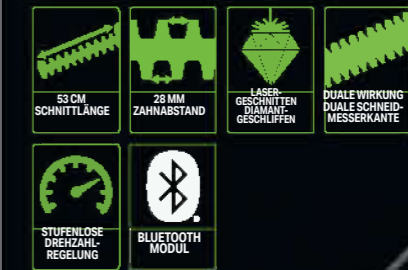 53 CM
SCHNITTLÄNGE
28 MM
ZAHNABSTAND
LASER-
GESCHNITTEN
DIAMANT-
GESCHLIFFEN
DUALE WIRKUNG
DUALE SCHNEID-
MESSERKANTE
STUFENLOSE
DREHZAHL-
REGELUNG
BLUETOOTH
MODUL